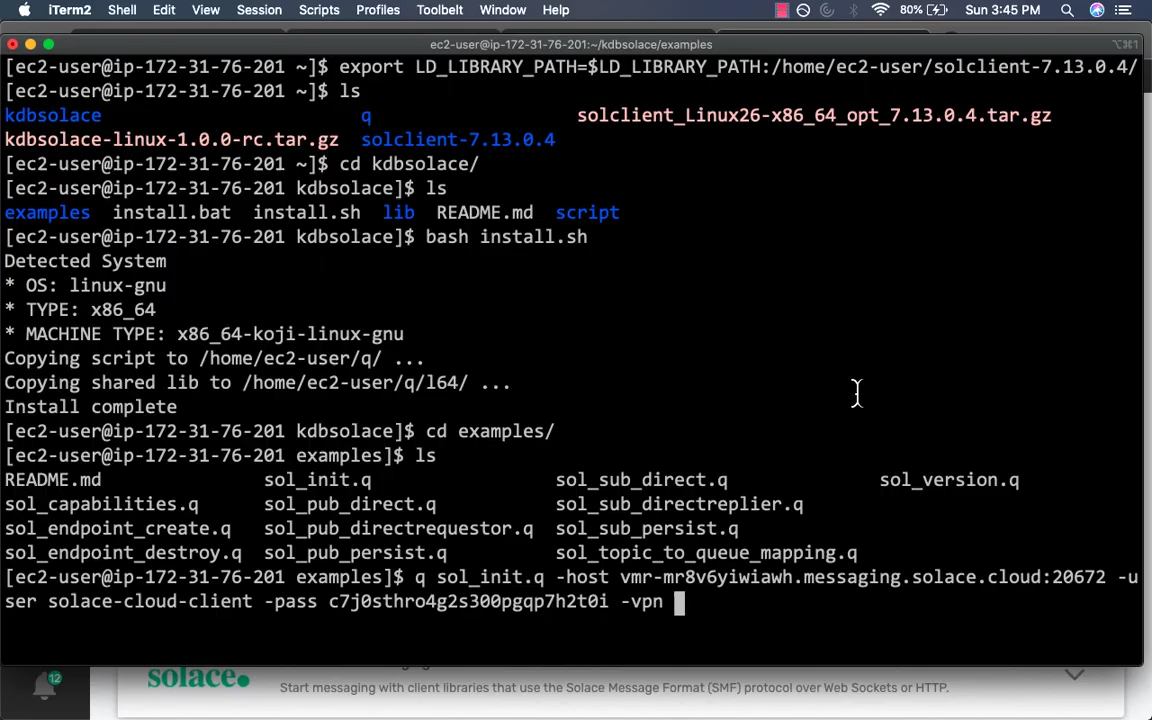 iTerm2 Shell Edit View Session Scripts Profiles Toolbelt Window Help 80% Sun 3:45 PM
ec2-user@ip-172-31-76-201:~/kdbsolace/examples ⌥⌘1
[ec2-user@ip-172-31-76-201 ~]$ export LD_LIBRARY_PATH=$LD_LIBRARY_PATH:/home/ec2-user/solclient-7.13.0.4/
[ec2-user@ip-172-31-76-201 ~]$ ls
kdbsolace q solclient_Linux26-x86_64_opt_7.13.0.4.tar.gz
kdbsolace-linux-1.0.0-rc.tar.gz solclient-7.13.0.4
[ec2-user@ip-172-31-76-201 ~]$ cd kdbsolace/
[ec2-user@ip-172-31-76-201 kdbsolace]$ ls
examples install.bat install.sh lib README.md script
[ec2-user@ip-172-31-76-201 kdbsolace]$ bash install.sh
Detected System
* OS: linux-gnu
* TYPE: x86_64
* MACHINE TYPE: x86_64-koji-linux-gnu
Copying script to /home/ec2-user/q/ ...
Copying shared lib to /home/ec2-user/q/l64/ ...
Install complete
[ec2-user@ip-172-31-76-201 kdbsolace]$ cd examples/
[ec2-user@ip-172-31-76-201 examples]$ ls
README.md sol_init.q sol_sub_direct.q sol_version.q
sol_capabilities.q sol_pub_direct.q sol_sub_directreplier.q
sol_endpoint_create.q sol_pub_directrequestor.q sol_sub_persist.q
sol_endpoint_destroy.q sol_pub_persist.q sol_topic_to_queue_mapping.q
[ec2-user@ip-172-31-76-201 examples]$ q sol_init.q -host vmr-mr8v6yiwiawh.messaging.solace.cloud:20672 -u
ser solace-cloud-client -pass c7j0sthro4g2s300pgqp7h2t0i -vpn
12
solace.
Start messaging with client libraries that use the Solace Message Format (SMF) protocol over Web Sockets or HTTP.